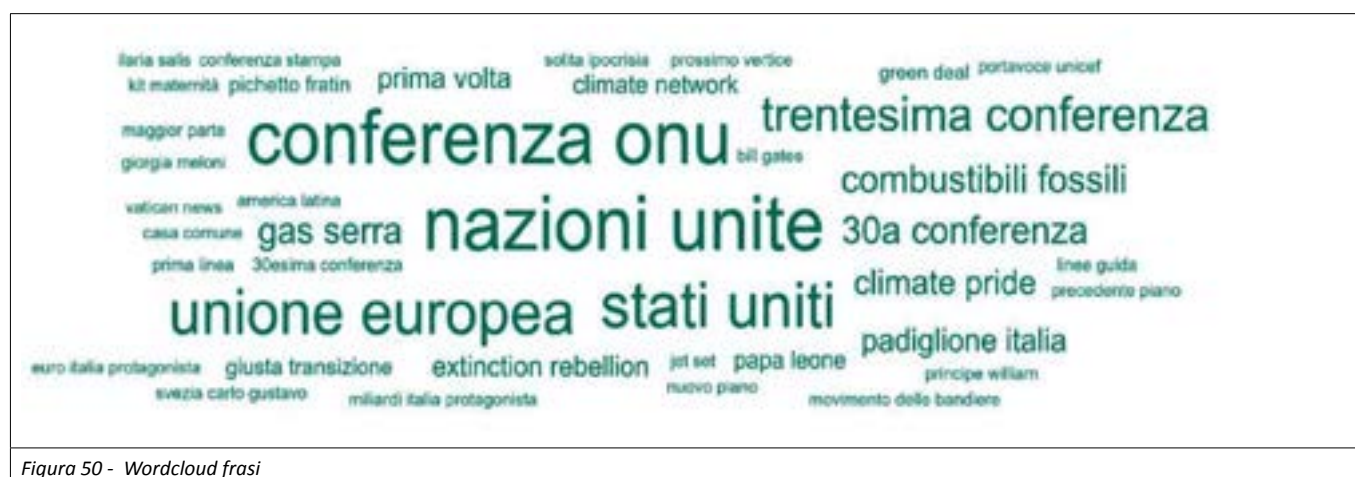 ilaria salis conferenza stampa solita ipocrisia prossimo vertice
kit maternità pichetto fratin prima volta climate network green deal portavoce unicef
conferenza onu trentesima conferenza
maggior parte
giorgia meloni bill gates
combustibili fossili
vatican news america latina
casa comune gas serra nazioni unite 30a conferenza
prima linea 30esima conferenza linee guida
climate pride precedente piano
unione europea stati uniti
padiglione italia
euro italia protagonista giusta transizione extinction rebellion jet set papa leone
principe william
svezia carlo gustavo miliardi italia protagonista nuovo piano movimento delle bandiere
Figura 50 - Wordcloud frasi